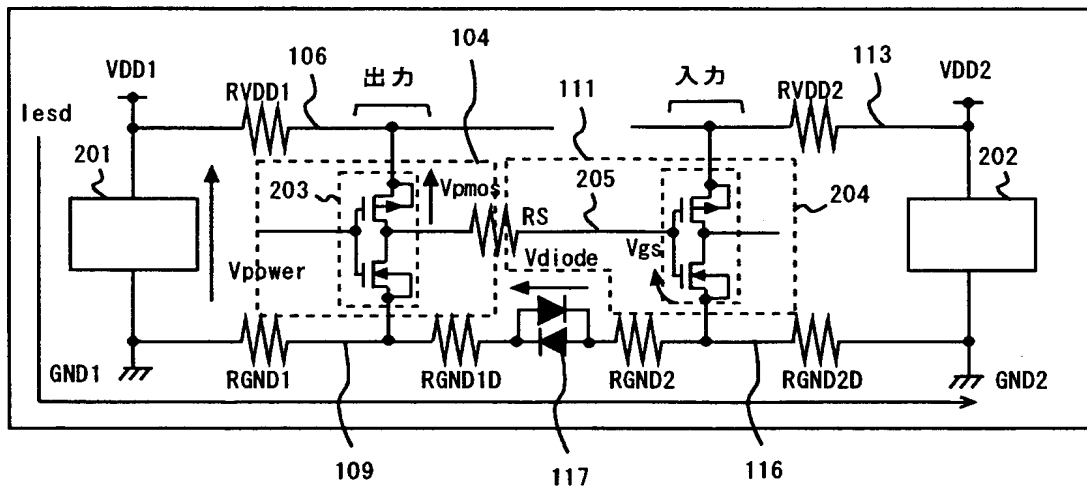 104
106
出力
111
入力
113
VDD1
RVDD1
RVDD2
VDD2
Iesd
201
203
Vpmos
205
202
204
RS
Vgs
Vpower
Vdiode
GND1
RGND1
RGND1D
RGND2
RGND2D
GND2
109
117
116